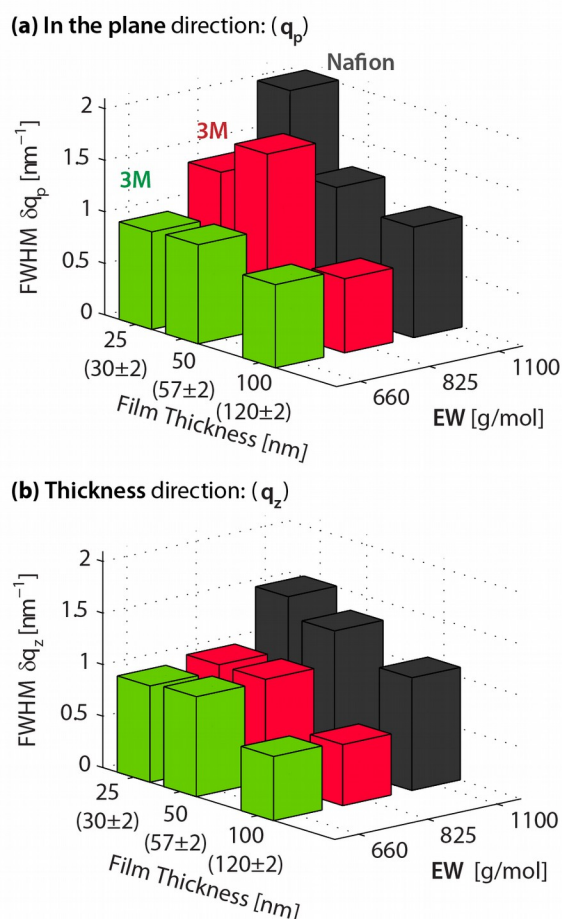 (a) In the plane direction: (qp)
Nafion
3M
3M
FWHM δqp [nm⁻¹]
2
1.5
1
0.5
0
25
(30±2)
50
(57±2)
100
(120±2)
Film Thickness [nm]
660
825
1100
EW [g/mol]
(b) Thickness direction: (qz)
FWHM δqz [nm⁻¹]
2
1.5
1
0.5
0
25
(30±2)
50
(57±2)
100
(120±2)
Film Thickness [nm]
660
825
1100
EW [g/mol]